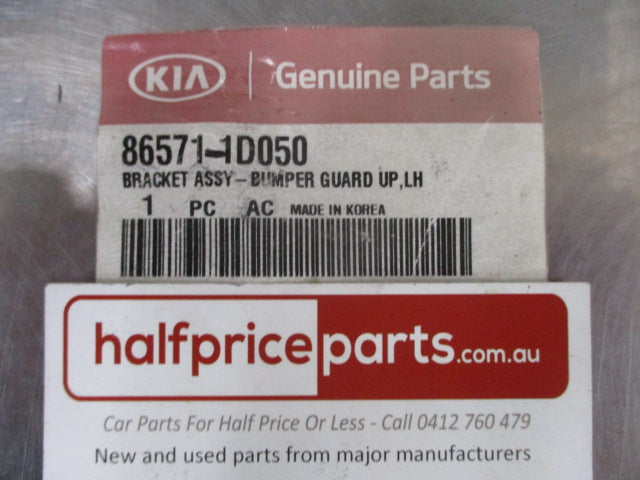 KIA Genuine Parts
86571-1D050
BRACKET ASSY-BUMPER GUARD UP,LH
1 PC AC MADE IN KOREA
halfpriceparts.com.au
Car Parts For Half Price Or Less - Call 0412 760 479
New and used parts from major manufacturers